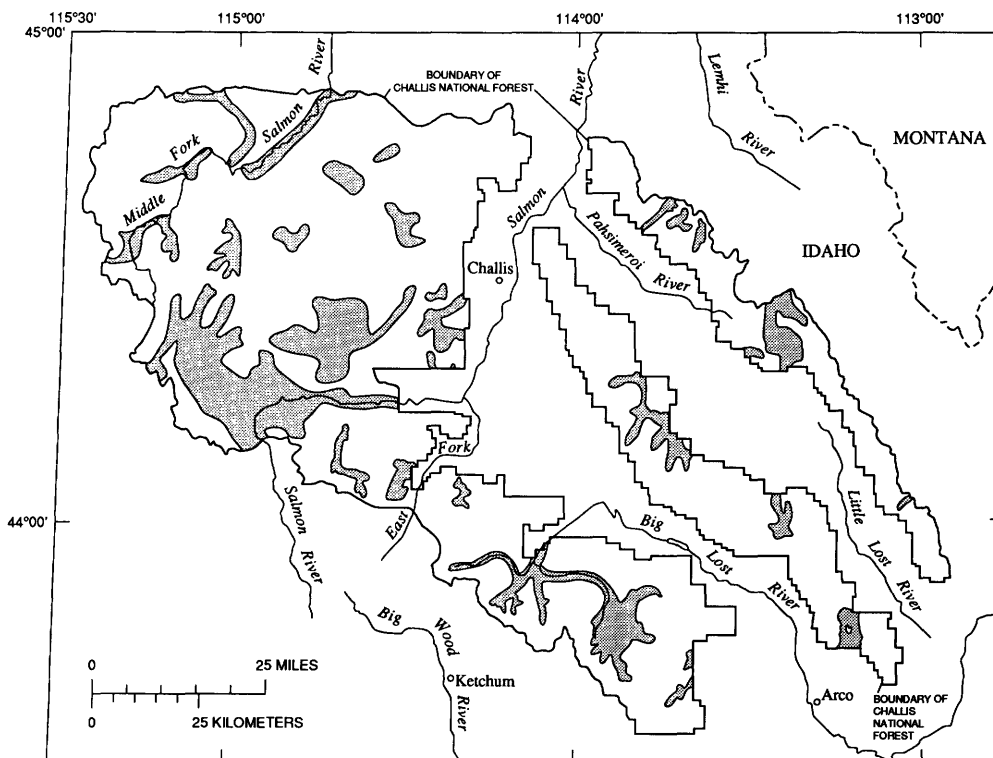 115°30'
115°00'
114°00'
113°00'
45°00'
River
BOUNDARY OF
CHALLIS NATIONAL FOREST
River
Lemhi
River
MONTANA
Salmon
Fork
Middle
Salmon
Pahsimeroi
River
IDAHO
Challis
Fork
East
44°00'
Salmon
River
Big
Lost
River
Little
Lost
River
Big
Wood
River
0
25 MILES
0
25 KILOMETERS
Ketchum
Arco
BOUNDARY OF
CHALLIS
NATIONAL
FOREST